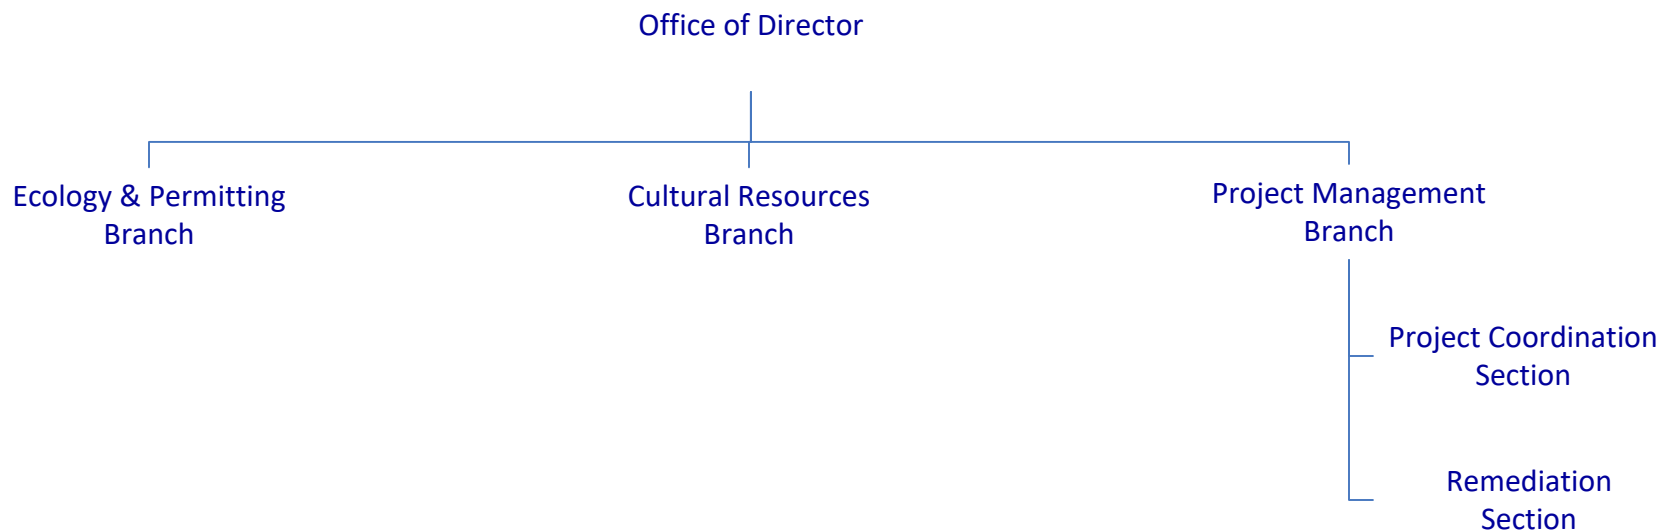 Office of Director
Ecology & Permitting
Branch
Cultural Resources
Branch
Project Management
Branch
Project Coordination
Section
Remediation
Section